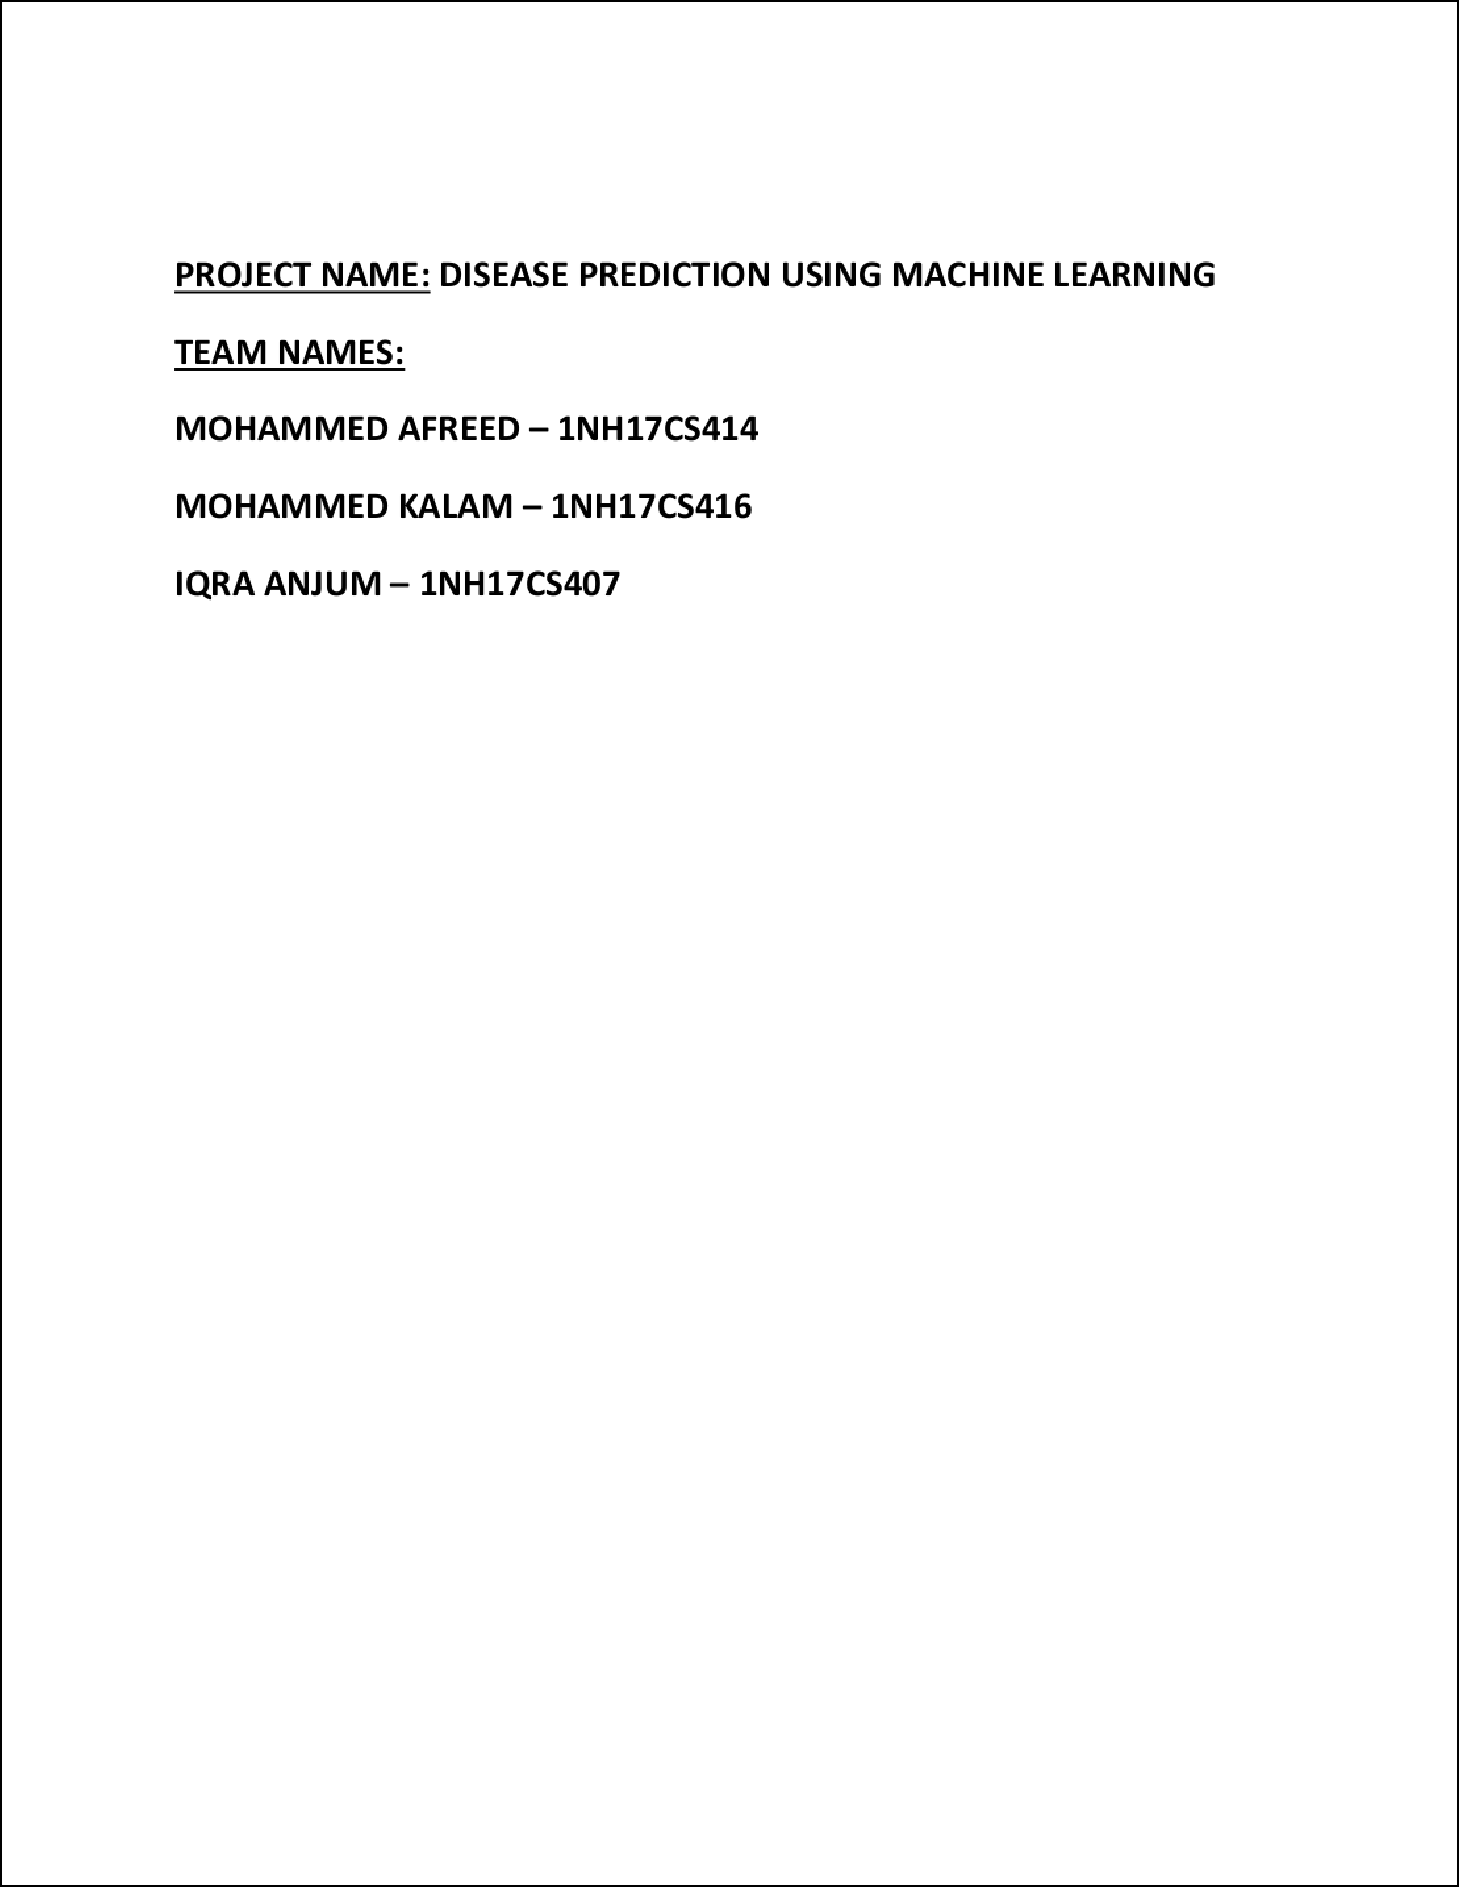 PROJECT NAME: DISEASE PREDICTION USING MACHINE LEARNING
TEAM NAMES:
MOHAMMED AFREED – 1NH17CS414
MOHAMMED KALAM – 1NH17CS416
IQRA ANJUM – 1NH17CS407